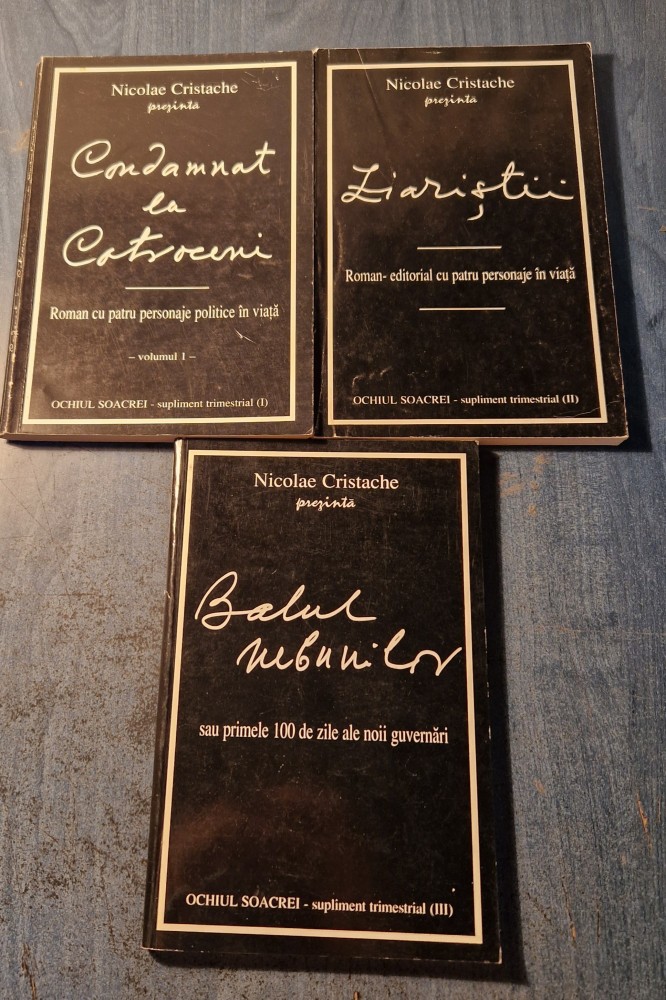 Nicolae Cristache
prezintă
Condamnat
la
Cotroceni
Roman cu patru personaje politice în viață
– volumul I –
OCHIUL SOACREI - supliment trimestrial (I)
Nicolae Cristache
prezintă
Ziariștii
Roman- editorial cu patru personaje în viață
OCHIUL SOACREI - supliment trimestrial (II)
Nicolae Cristache
prezintă
Balul
nebunilor
sau primele 100 de zile ale noii guvernări
OCHIUL SOACREI - supliment trimestrial (III)